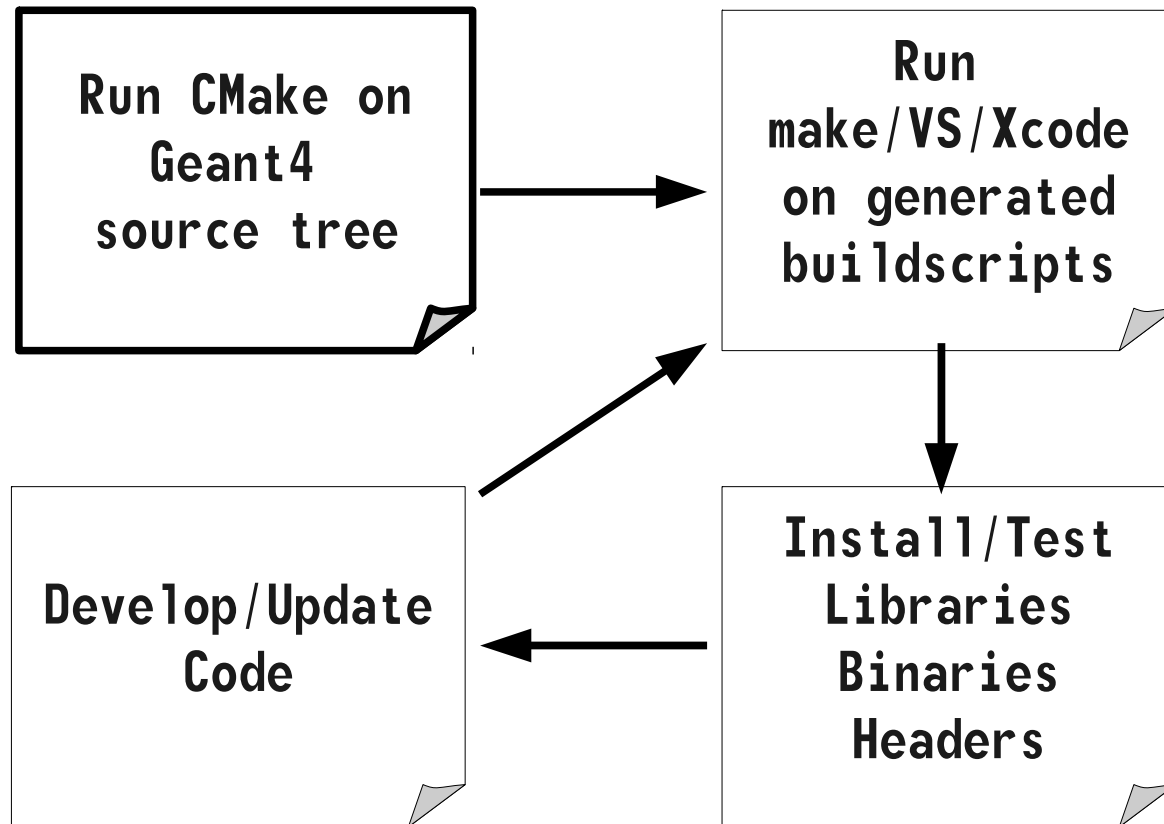 Run CMake on
Geant4
source tree
Run
make/VS/Xcode
on generated
buildscripts
Develop/Update
Code
Install/Test
Libraries
Binaries
Headers